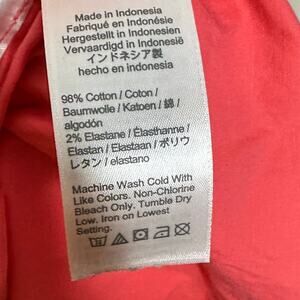 Made in Indonesia
Fabriqué en Indonésie
Hergestellt in Indonesien
Vervaardigd in Indonesië
インドネシア製
hecho en indonesia
98% Cotton / Coton /
Baumwolle / Katoen / 綿 /
algodón
2% Elastane / Élasthanne /
Elastan / Elastaan / ポリウ
レタン / elastano
Machine Wash Cold With
Like Colors. Non-Chlorine
Bleach Only. Tumble Dry
Low. Iron on Lowest
Setting.